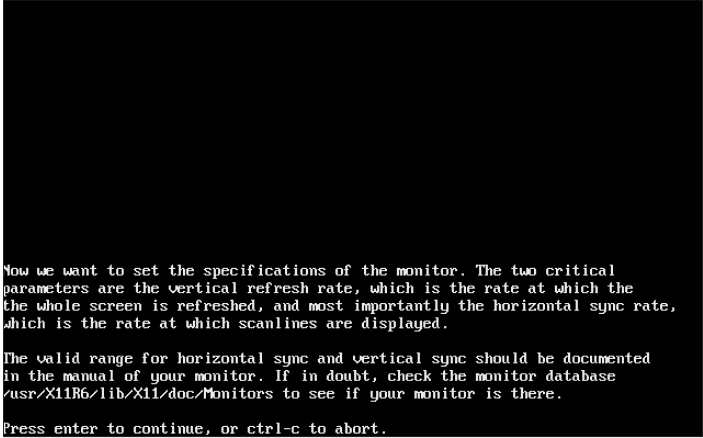 Now we want to set the specifications of the monitor. The two critical
parameters are the vertical refresh rate, which is the rate at which the
the whole screen is refreshed, and most importantly the horizontal sync rate,
which is the rate at which scanlines are displayed.
The valid range for horizontal sync and vertical sync should be documented
in the manual of your monitor. If in doubt, check the monitor database
/usr/X11R6/lib/X11/doc/Monitors to see if your monitor is there.
Press enter to continue, or ctrl-c to abort.